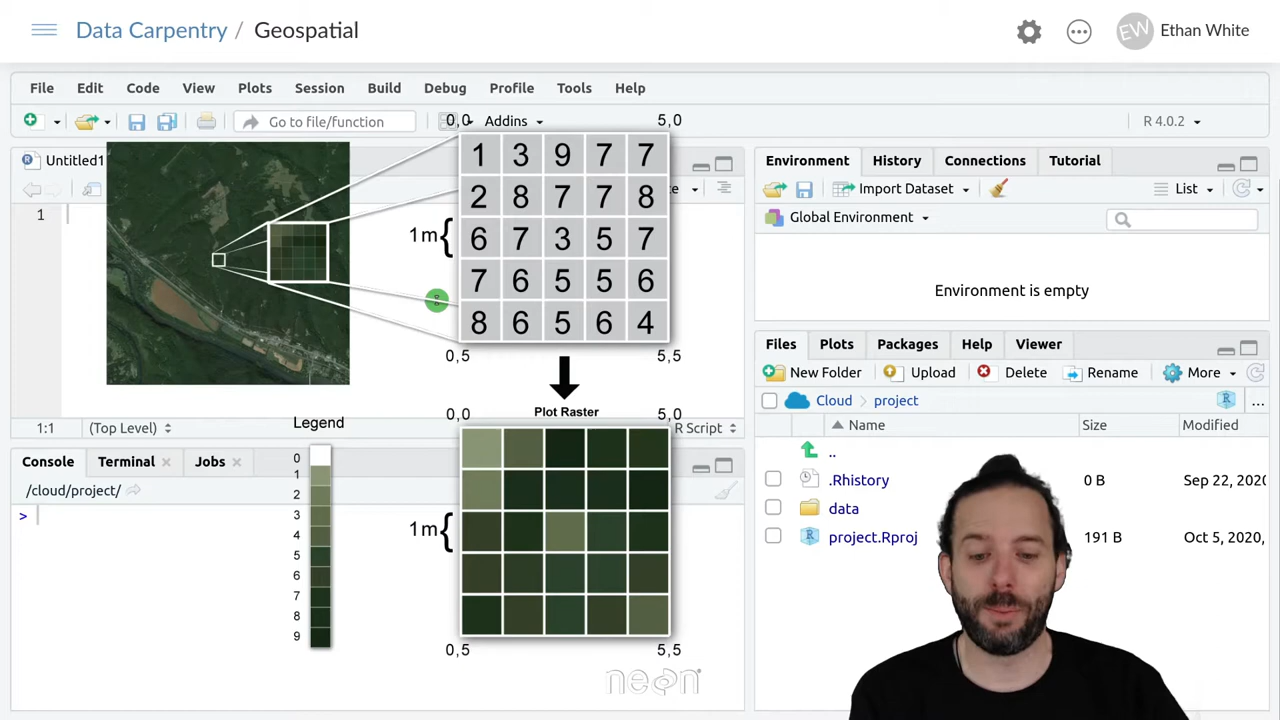 Data Carpentry / Geospatial
EW Ethan White
File Edit Code View Plots Session Build Debug Profile Tools Help
Go to file/function
Addins
R 4.0.2
Untitled1
1
1:1 (Top Level)
R Script
0,0 5,0
1 3 9 7 7
2 8 7 7 8
1m{ 6 7 3 5 7
7 6 5 5 6
8 6 5 6 4
0,5 5,5
Plot Raster
0,0 5,0
1m{
0,5 5,5
neon
Legend
0
1
2
3
4
5
6
7
8
9
Console Terminal Jobs
/cloud/project/
>
Environment History Connections Tutorial
Import Dataset List
Global Environment
Environment is empty
Files Plots Packages Help Viewer
New Folder Upload Delete Rename More
Cloud project ...
Name Size Modified
..
.Rhistory 0 B Sep 22, 2020
data
project.Rproj 191 B Oct 5, 2020,